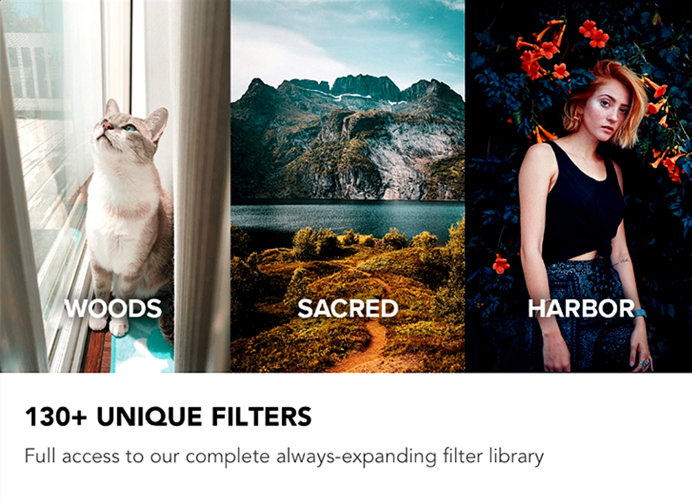 WOODS
SACRED
HARBOR
130+ UNIQUE FILTERS
Full access to our complete always-expanding filter library